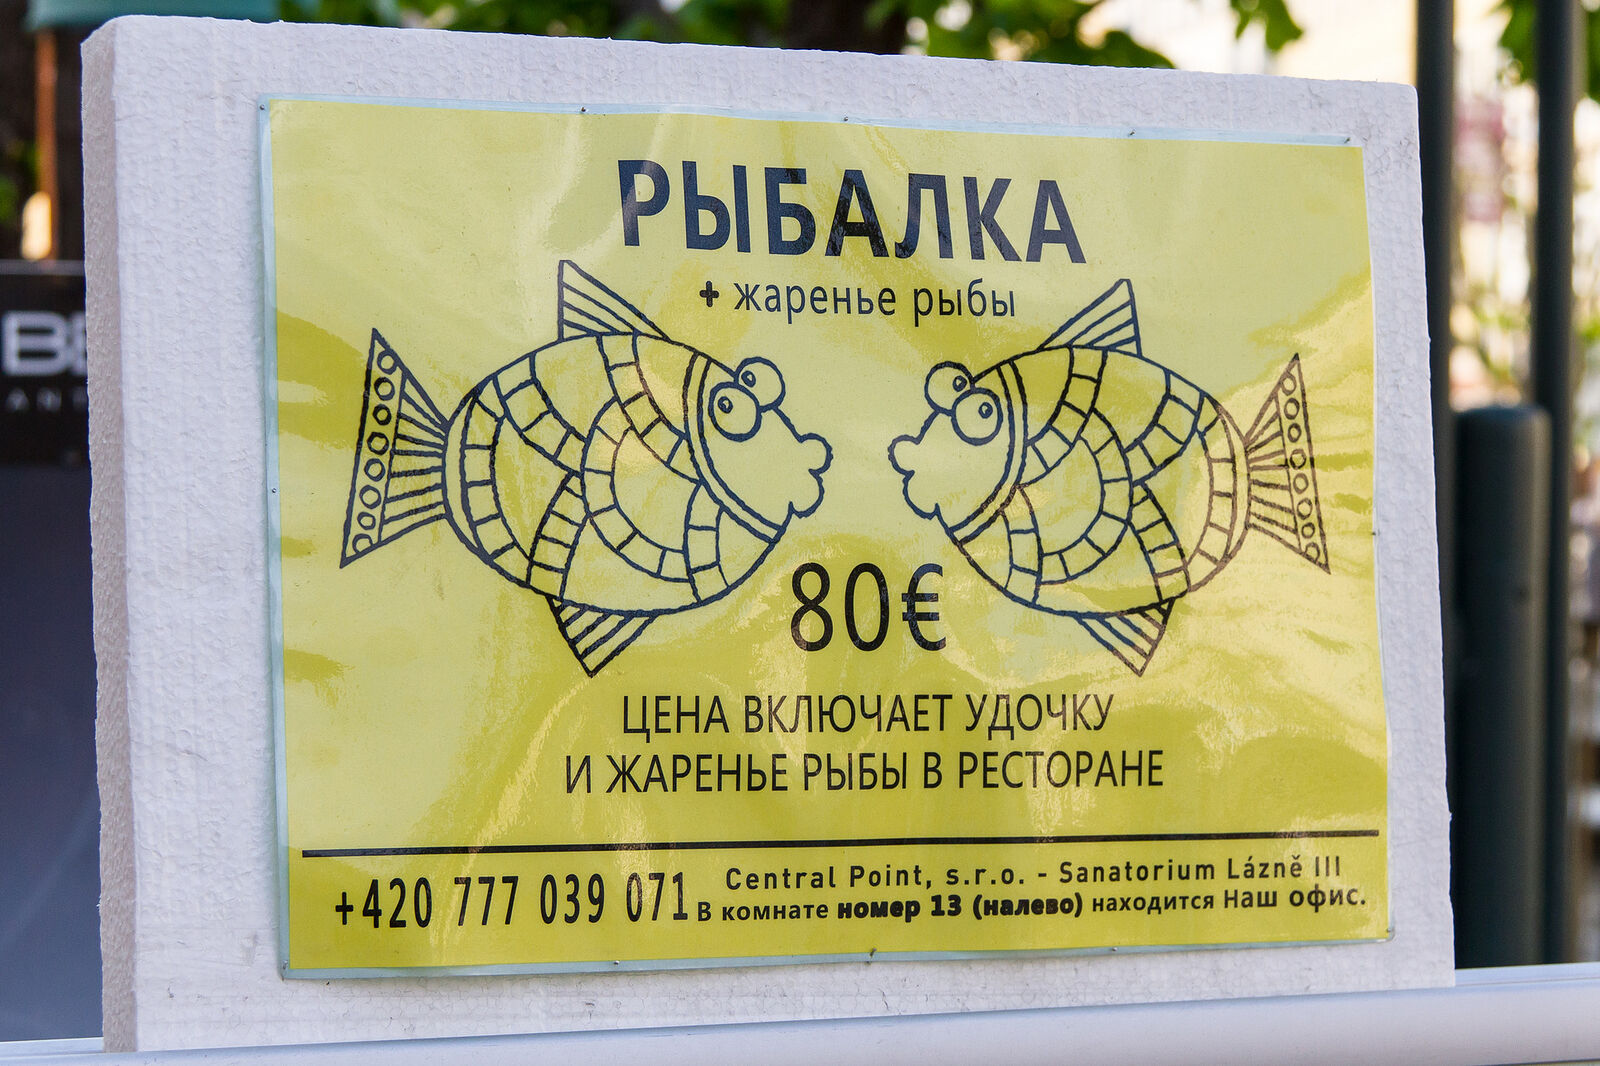 РЫБАЛКА
+ жаренье рыбы
80€
ЦЕНА ВКЛЮЧАЕТ УДОЧКУ
И ЖАРЕНЬЕ РЫБЫ В РЕСТОРАНЕ
+420 777 039 071
Central Point, s.r.o. - Sanatorium Lázně III
В комнате номер 13 (налево) находится Наш офис.